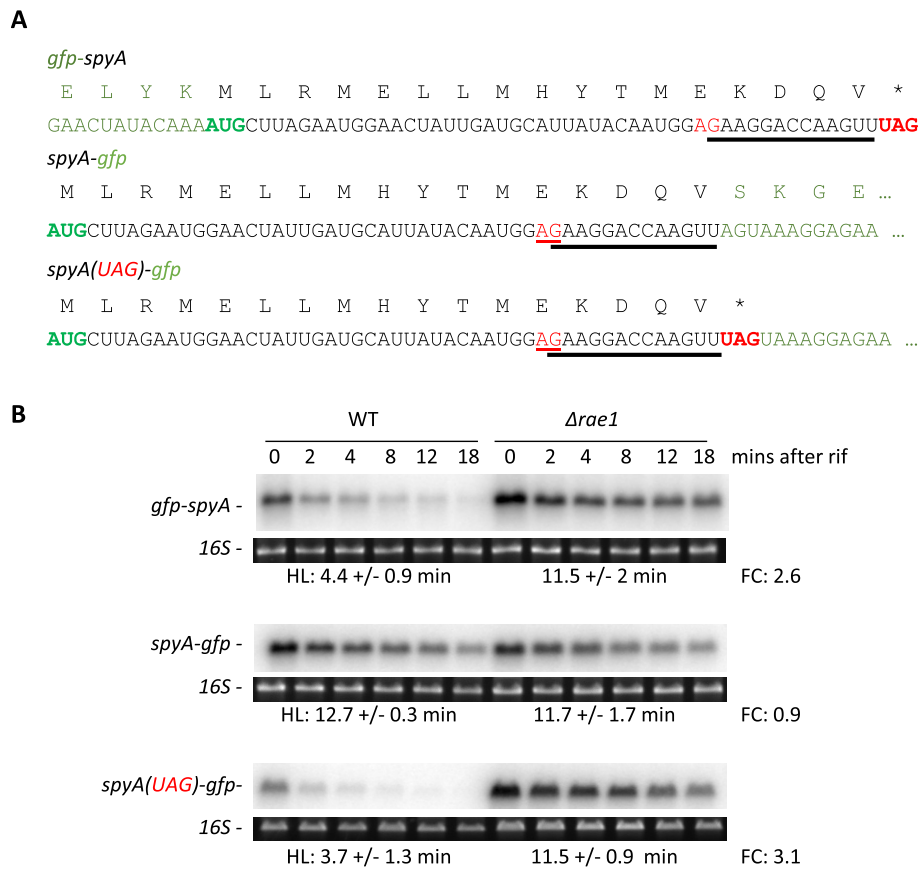 A
gfp-spyA
E L Y K M L R M E L L M H Y T M E K D Q V *
GAACUAUACAAAAUGCUUAGAAUGGAACUAUUGAUGCAUUAUACAAUGGAGAAGGACCAAGUUUAG
spyA-gfp
M L R M E L L M H Y T M E K D Q V S K G E ...
AUGCUUAGAAUGGAACUAUUGAUGCAUUAUACAAUGGAGAAGGACCAAGUUAGUAAAGGAGAA ...
spyA(UAG)-gfp
M L R M E L L M H Y T M E K D Q V *
AUGCUUAGAAUGGAACUAUUGAUGCAUUAUACAAUGGAGAAGGACCAAGUUUAGUAAAGGAGAA ...
B
WT Δrae1
0 2 4 8 12 18 0 2 4 8 12 18 mins after rif
gfp-spyA -
16S -
HL: 4.4 +/- 0.9 min 11.5 +/- 2 min FC: 2.6
spyA-gfp -
16S -
HL: 12.7 +/- 0.3 min 11.7 +/- 1.7 min FC: 0.9
spyA(UAG)-gfp-
16S -
HL: 3.7 +/- 1.3 min 11.5 +/- 0.9 min FC: 3.1